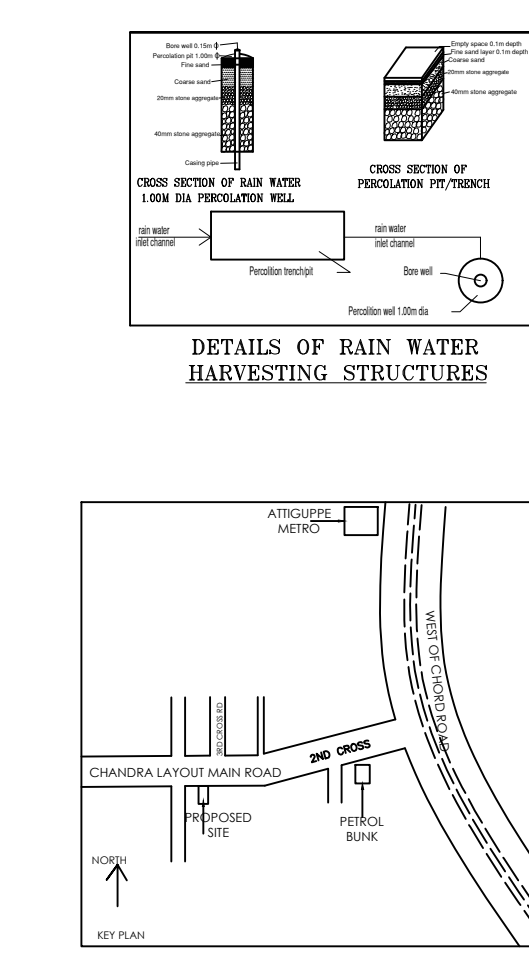 Bore well 0.15m ф
Percolation pit 1.00m ф
Fine sand
Coarse sand
20mm stone aggregate
40mm stone aggregate
Casing pipe
CROSS SECTION OF RAIN WATER
1.00M DIA PERCOLATION WELL
Empty space 0.1m depth
Fine sand layer 0.1m depth
Coarse sand
20mm stone aggregate
40mm stone aggregate
CROSS SECTION OF
PERCOLATION PIT/TRENCH
rain water
inlet channel
Percolition trench/pit
rain water
inlet channel
Bore well
Percolition well 1.00m dia
DETAILS OF RAIN WATER
HARVESTING STRUCTURES
ATTIGUPPE
METRO
WEST OF CHORD ROAD
3RD CROSS RD
2ND CROSS
CHANDRA LAYOUT MAIN ROAD
PROPOSED
SITE
PETROL
BUNK
NORTH
KEY PLAN